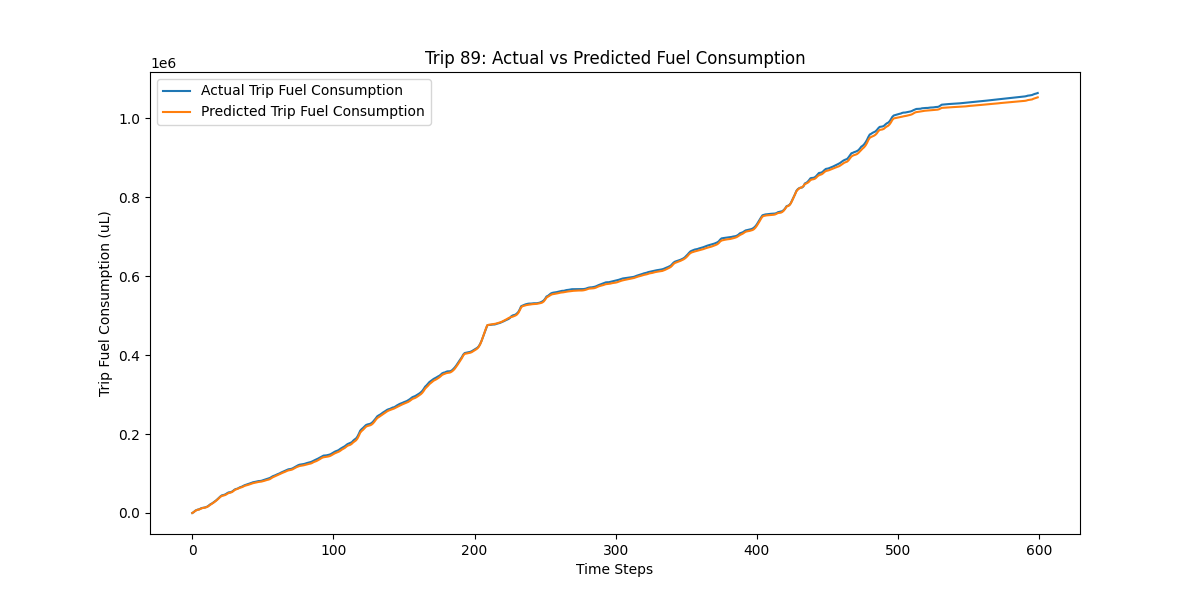 Trip 89: Actual vs Predicted Fuel Consumption
1e6
Actual Trip Fuel Consumption
Predicted Trip Fuel Consumption
1.0
0.8
0.6
0.4
0.2
0.0
Trip Fuel Consumption (uL)
0 100 200 300 400 500 600
Time Steps